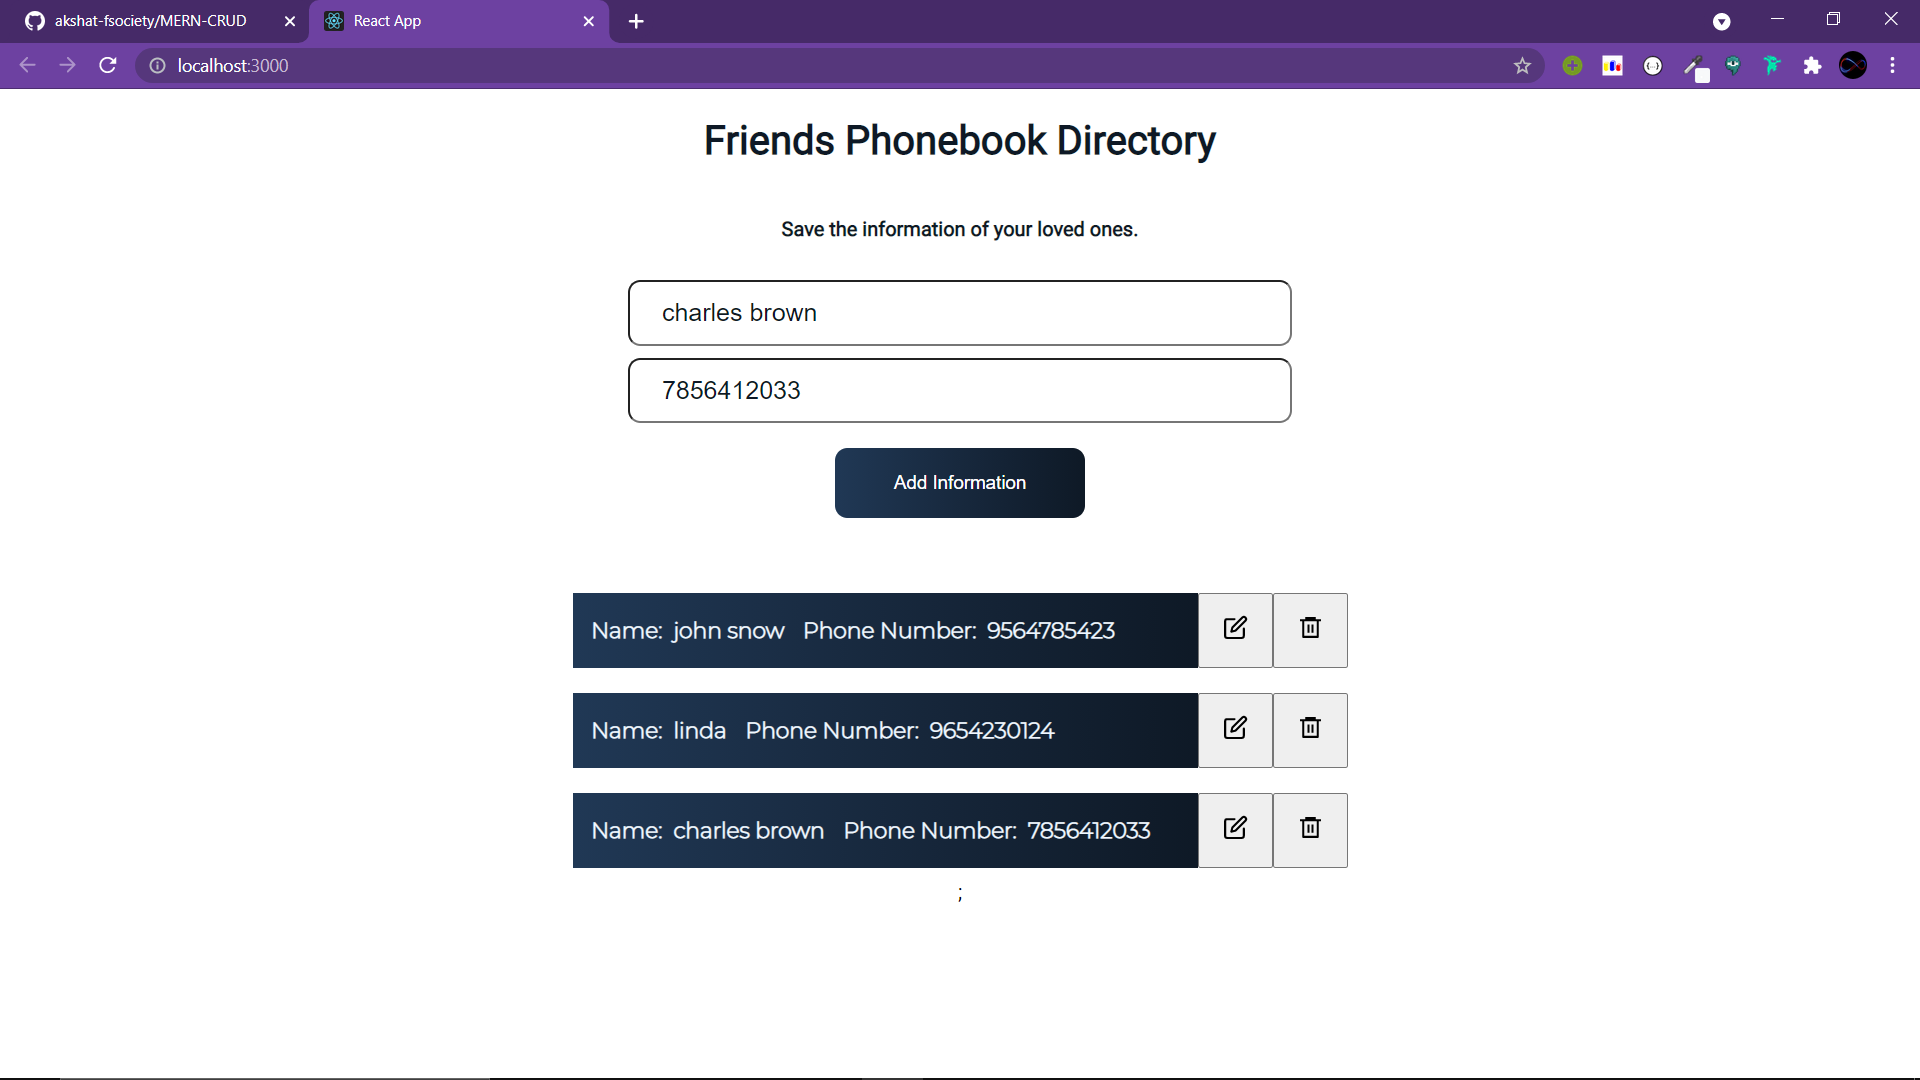 akshat-fsociety/MERN-CRUD
React App
localhost:3000
Friends Phonebook Directory
Save the information of your loved ones.
charles brown
7856412033
Add Information
Name: john snow Phone Number: 9564785423
Name: linda Phone Number: 9654230124
Name: charles brown Phone Number: 7856412033
;